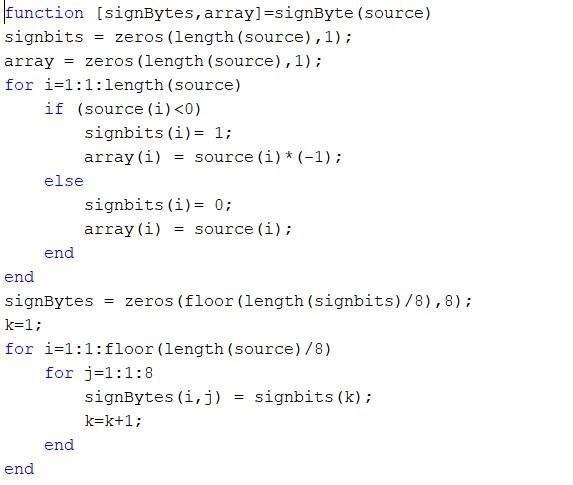 function [signBytes,array]=signByte(source)
signbits = zeros(length(source),1);
array = zeros(length(source),1);
for i=1:1:length(source)
    if (source(i)<0)
        signbits(i)= 1;
        array(i) = source(i)*(-1);
    else
        signbits(i)= 0;
        array(i) = source(i);
    end
end
signBytes = zeros(floor(length(signbits)/8),8);
k=1;
for i=1:1:floor(length(source)/8)
    for j=1:1:8
        signBytes(i,j) = signbits(k);
        k=k+1;
    end
end